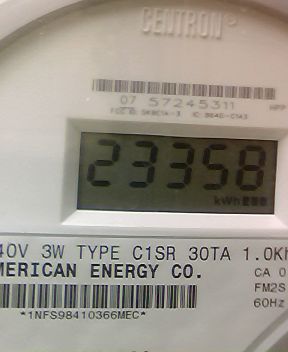 CENTRON®
07 57245311
23358
kWh
40V 3W TYPE C1SR 30TA 1.0Kh
MERICAN ENERGY CO.
CA 0
FM2S
60Hz
*1NFS98410366MEC*